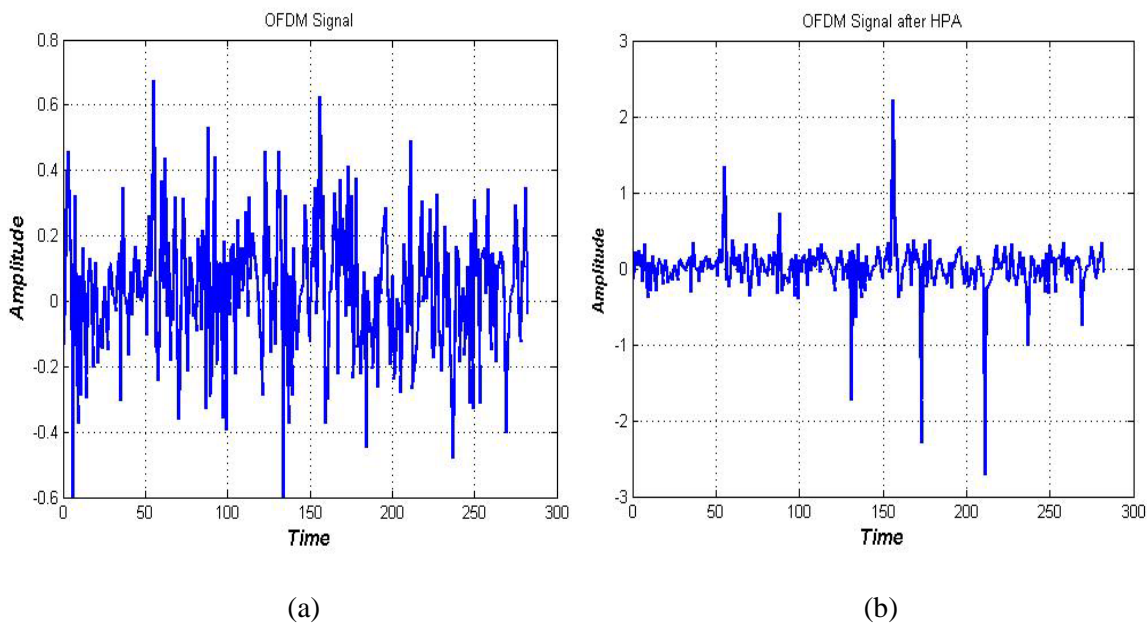 OFDM Signal
Amplitude
0.8
0.6
0.4
0.2
0
-0.2
-0.4
-0.6
0 50 100 150 200 250 300
Time
(a)
OFDM Signal after HPA
Amplitude
3
2
1
0
-1
-2
-3
0 50 100 150 200 250 300
Time
(b)